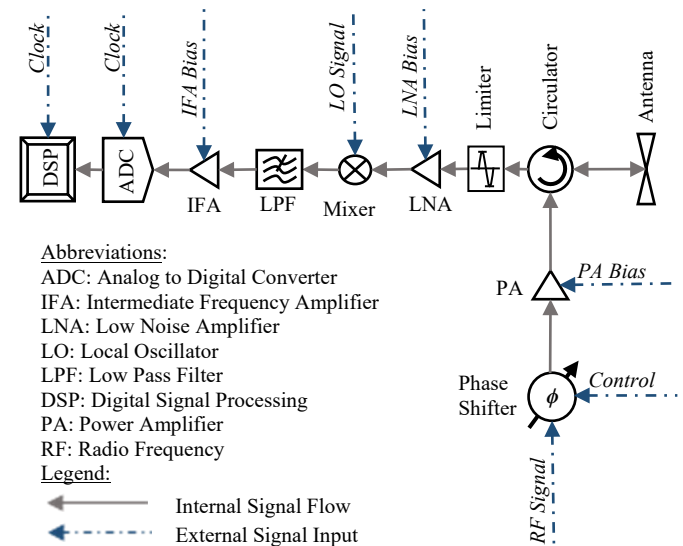 Clock
Clock
IFA Bias
LO Signal
LNA Bias
Limiter
Circulator
Antenna
DSP
ADC
IFA
LPF
Mixer
LNA
PA
PA Bias
Phase
Shifter
ϕ
Control
RF Signal
Abbreviations:
ADC: Analog to Digital Converter
IFA: Intermediate Frequency Amplifier
LNA: Low Noise Amplifier
LO: Local Oscillator
LPF: Low Pass Filter
DSP: Digital Signal Processing
PA: Power Amplifier
RF: Radio Frequency
Legend:
Internal Signal Flow
External Signal Input